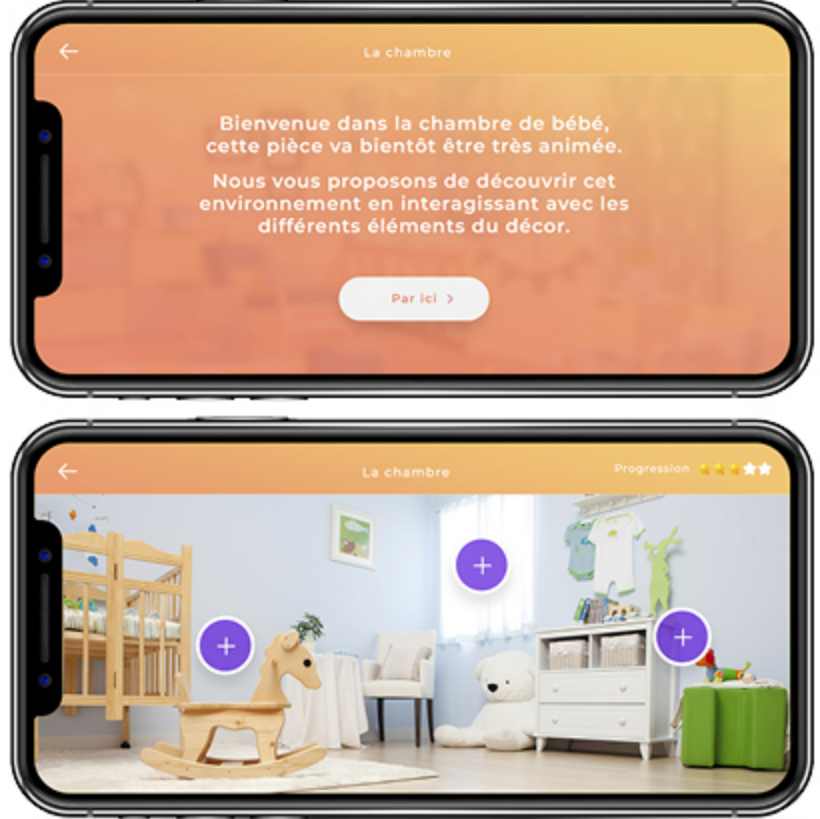 La chambre
Bienvenue dans la chambre de bébé,
cette pièce va bientôt être très animée.
Nous vous proposons de découvrir cet
environnement en interagissant avec les
différents éléments du décor.
Par ici
La chambre
Progression